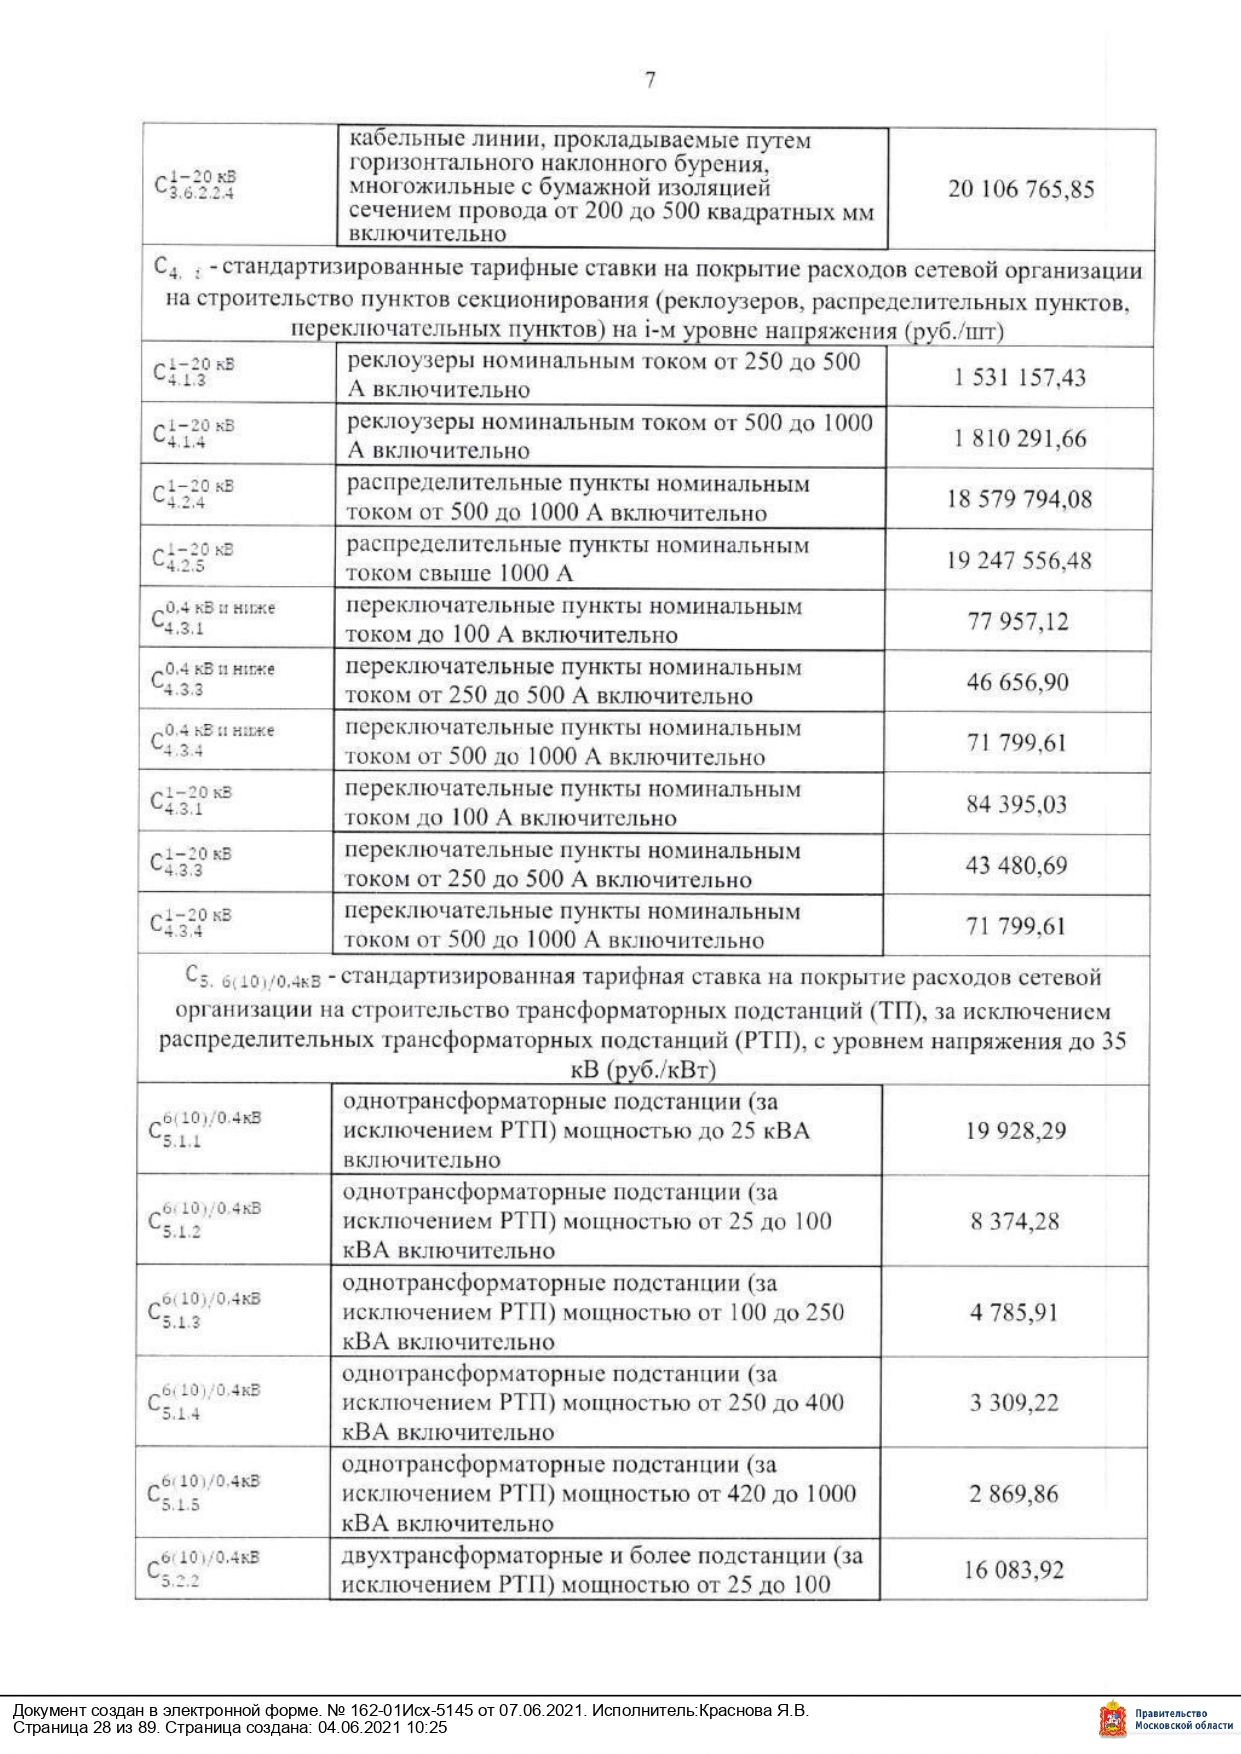 7
С 1−20 кВ 3.6.2.2.4
кабельные линии, прокладываемые путем
горизонтального наклонного бурения,
многожильные с бумажной изоляцией
сечением провода от 200 до 500 квадратных мм
включительно
20 106 765,85
С4, i - стандартизированные тарифные ставки на покрытие расходов сетевой организации
на строительство пунктов секционирования (реклоузеров, распределительных пунктов,
переключательных пунктов) на i-м уровне напряжения (руб./шт)
С 1−20 кВ 4.1.3
реклоузеры номинальным током от 250 до 500
А включительно
1 531 157,43
С 1−20 кВ 4.1.4
реклоузеры номинальным током от 500 до 1000
А включительно
1 810 291,66
С 1−20 кВ 4.2.4
распределительные пункты номинальным
током от 500 до 1000 А включительно
18 579 794,08
С 1−20 кВ 4.2.5
распределительные пункты номинальным
током свыше 1000 А
19 247 556,48
С 0,4 кВ и ниже 4.3.1
переключательные пункты номинальным
током до 100 А включительно
77 957,12
С 0,4 кВ и ниже 4.3.3
переключательные пункты номинальным
током от 250 до 500 А включительно
46 656,90
С 0,4 кВ и ниже 4.3.4
переключательные пункты номинальным
током от 500 до 1000 А включительно
71 799,61
С 1−20 кВ 4.3.1
переключательные пункты номинальным
током до 100 А включительно
84 395,03
С 1−20 кВ 4.3.3
переключательные пункты номинальным
током от 250 до 500 А включительно
43 480,69
С 1−20 кВ 4.3.4
переключательные пункты номинальным
током от 500 до 1000 А включительно
71 799,61
С5, 6(10)/0,4кВ - стандартизированная тарифная ставка на покрытие расходов сетевой
организации на строительство трансформаторных подстанций (ТП), за исключением
распределительных трансформаторных подстанций (РТП), с уровнем напряжения до 35
кВ (руб./кВт)
С 6(10)/0,4кВ 5.1.1
однотрансформаторные подстанции (за
исключением РТП) мощностью до 25 кВА
включительно
19 928,29
С 6(10)/0,4кВ 5.1.2
однотрансформаторные подстанции (за
исключением РТП) мощностью от 25 до 100
кВА включительно
8 374,28
С 6(10)/0,4кВ 5.1.3
однотрансформаторные подстанции (за
исключением РТП) мощностью от 100 до 250
кВА включительно
4 785,91
С 6(10)/0,4кВ 5.1.4
однотрансформаторные подстанции (за
исключением РТП) мощностью от 250 до 400
кВА включительно
3 309,22
С 6(10)/0,4кВ 5.1.5
однотрансформаторные подстанции (за
исключением РТП) мощностью от 420 до 1000
кВА включительно
2 869,86
С 6(10)/0,4кВ 5.2.2
двухтрансформаторные и более подстанции (за
исключением РТП) мощностью от 25 до 100
16 083,92
Документ создан в электронной форме. № 162-01Исх-5145 от 07.06.2021. Исполнитель:Краснова Я.В.
Страница 28 из 89. Страница создана: 04.06.2021 10:25
Правительство
Московской области